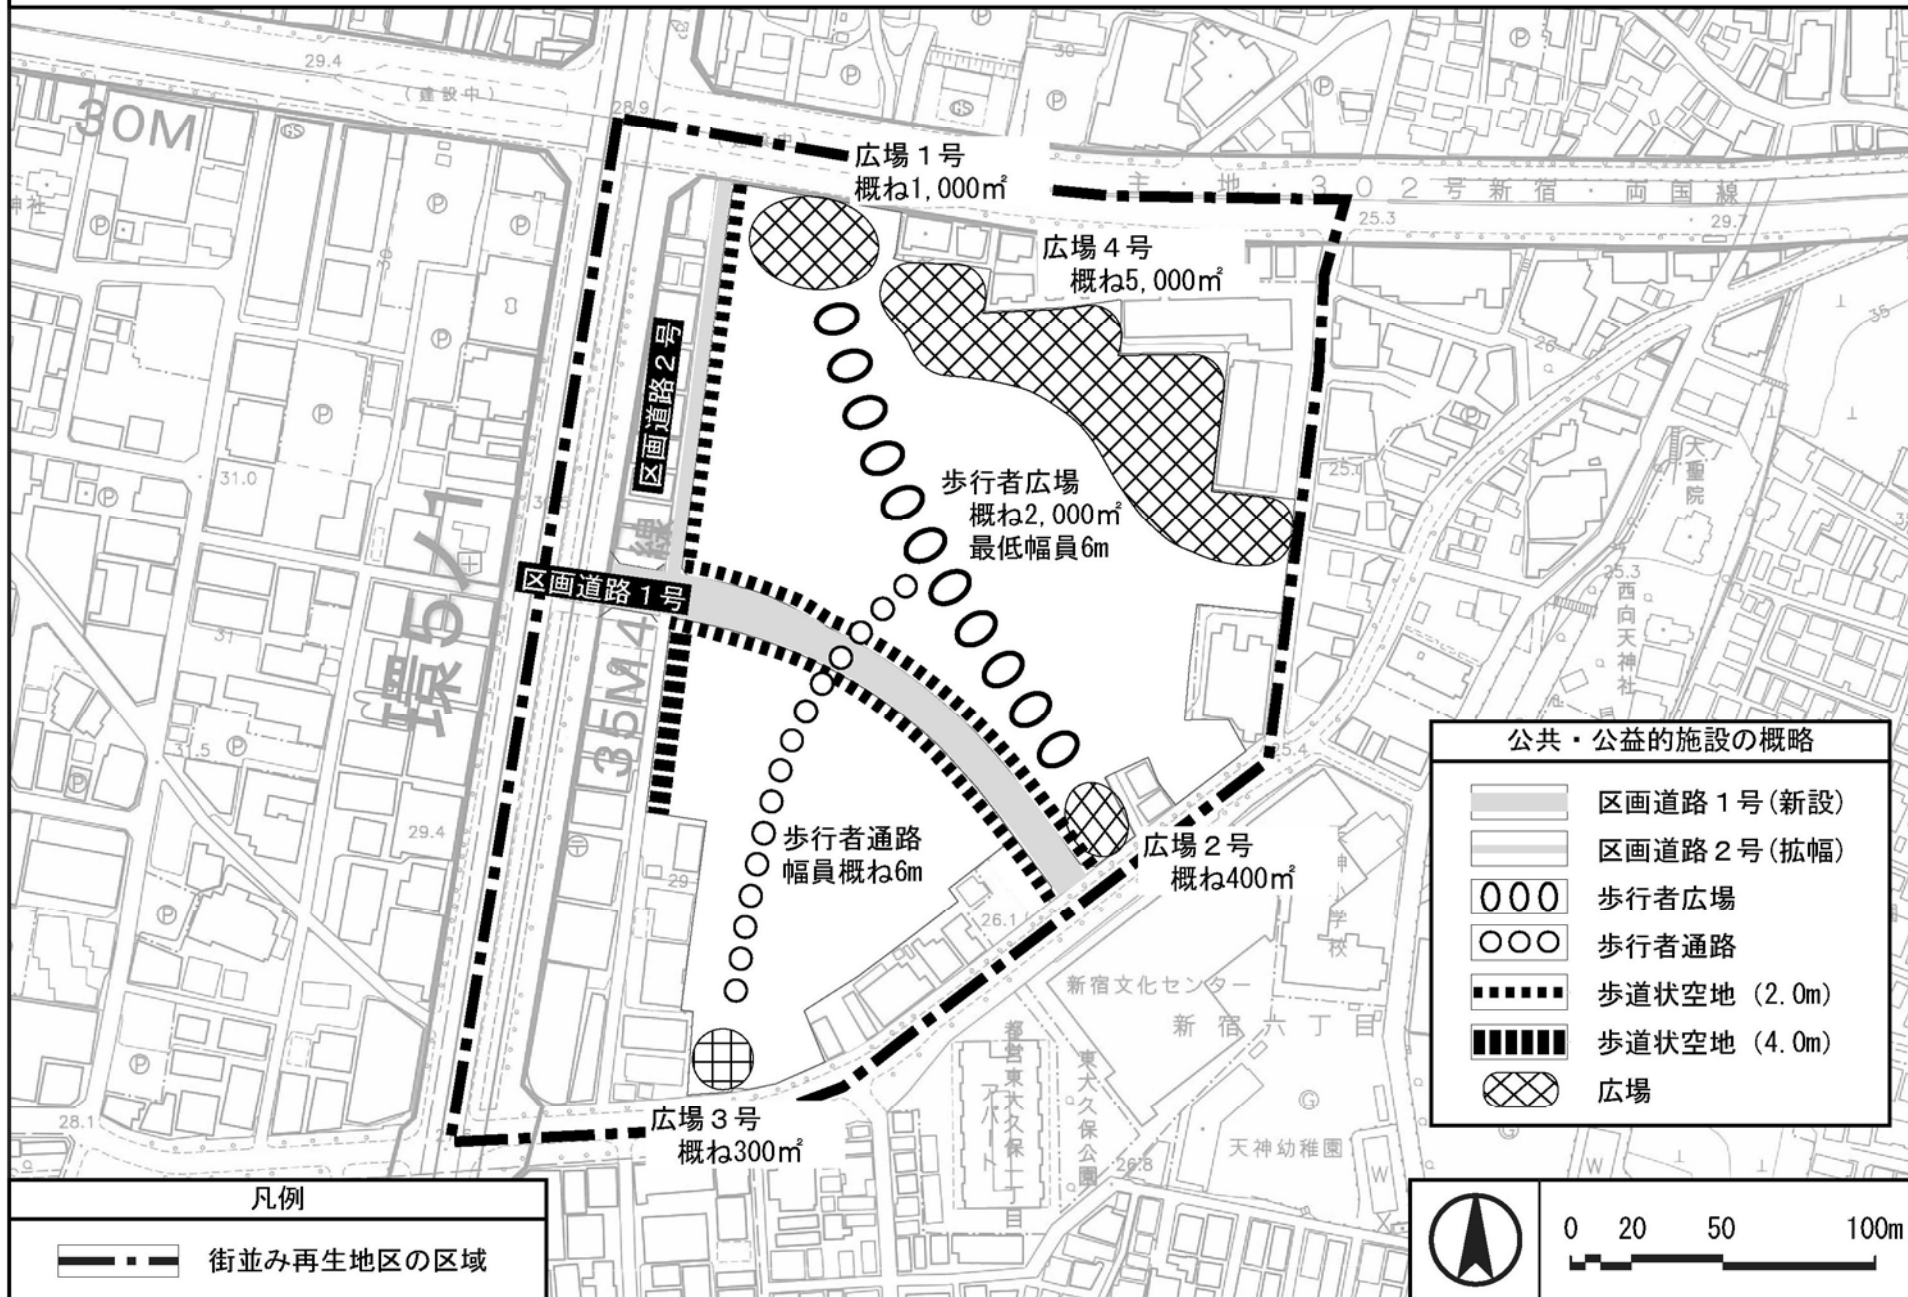 29.4
(建設中)
30
30M
GS
28.9
GS
広場1号
概ね1,000㎡
主・地・302号新宿・両国線
25.3
29.7
神社
広場4号
概ね5,000㎡
35
26
区画道路2号
31.0
大聖院
歩行者広場
概ね2,000㎡
最低幅員6m
線
環5ノ1
区画道路1号
25.3
西向天神社
31
35M4
31.5
25.4
29.4
歩行者通路
幅員概ね6m
29
広場2号
概ね400㎡
26.1
新宿文化センター
新宿六丁目
都営東大久保一丁目
アパート
東大久保公園
天神幼稚園
28.1
広場3号
概ね300㎡
26.8
W
W
公共・公益的施設の概略
区画道路1号(新設)
区画道路2号(拡幅)
歩行者広場
歩行者通路
歩道状空地 (2.0m)
歩道状空地 (4.0m)
広場
凡例
街並み再生地区の区域
0 20 50 100m